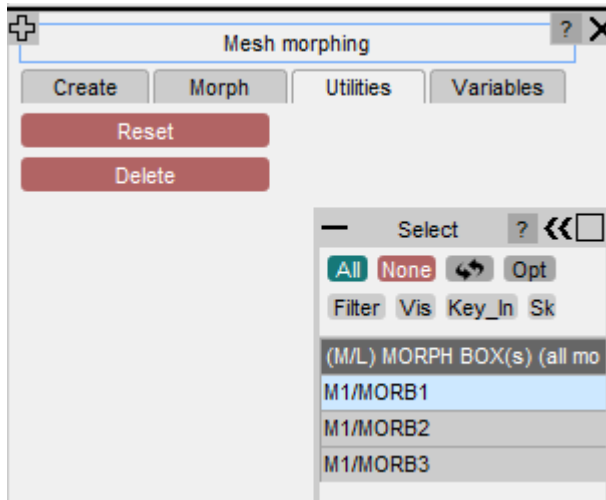 Mesh morphing ?
Create Morph Utilities Variables
Reset
Delete
Select ?
All None Opt
Filter Vis Key_In Sk
(M/L) MORPH BOX(s) (all mo
M1/MORB1
M1/MORB2
M1/MORB3